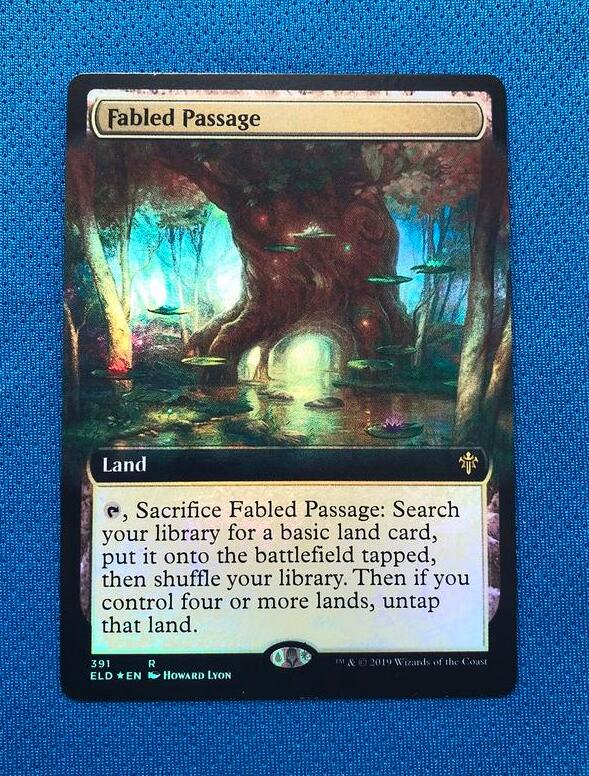 Fabled Passage
Land
, Sacrifice Fabled Passage: Search
your library for a basic land card,
put it onto the battlefield tapped,
then shuffle your library. Then if you
control four or more lands, untap
that land.
391 R
ELD ★ EN Howard Lyon
™ & © 2019 Wizards of the Coast